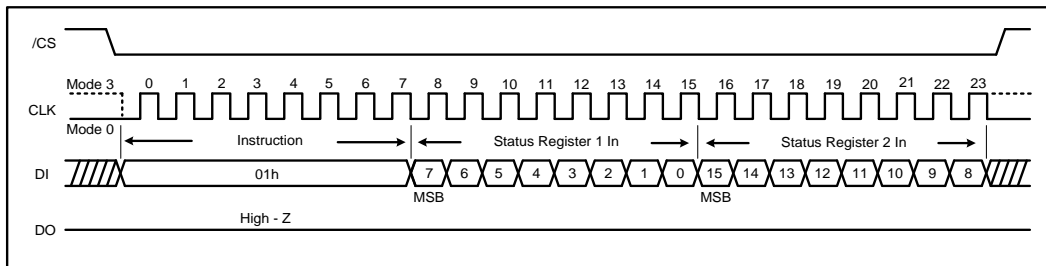 /CS
Mode 3 0 1 2 3 4 5 6 7 8 9 10 11 12 13 14 15 16 17 18 19 20 21 22 23
CLK
Mode 0
Instruction Status Register 1 In Status Register 2 In
DI 01h 7 6 5 4 3 2 1 0 15 14 13 12 11 10 9 8
MSB MSB
High - Z
DO